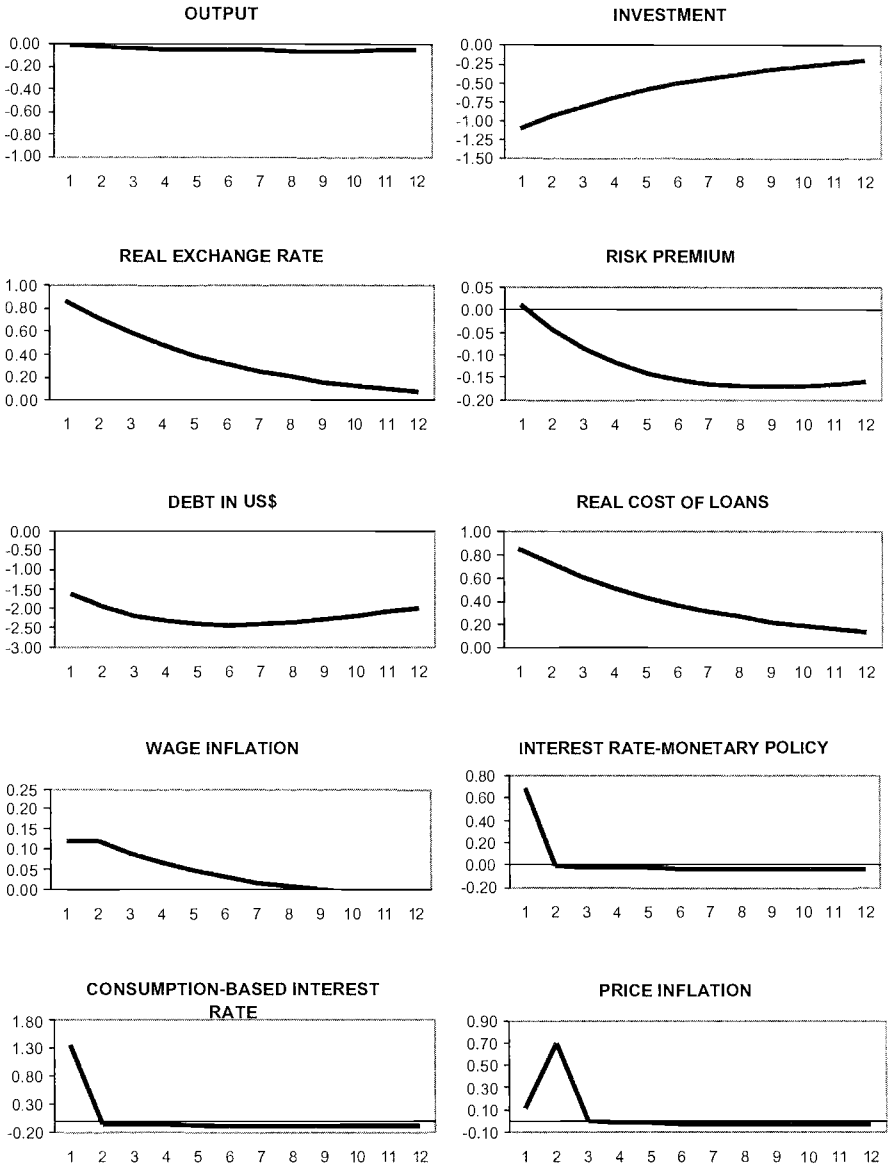 OUTPUT
0.00
-0.20
-0.40
-0.60
-0.80
-1.00
1 2 3 4 5 6 7 8 9 10 11 12
INVESTMENT
0.00
-0.25
-0.50
-0.75
-1.00
-1.25
-1.50
1 2 3 4 5 6 7 8 9 10 11 12
REAL EXCHANGE RATE
1.00
0.80
0.60
0.40
0.20
0.00
1 2 3 4 5 6 7 8 9 10 11 12
RISK PREMIUM
0.05
0.00
-0.05
-0.10
-0.15
-0.20
1 2 3 4 5 6 7 8 9 10 11 12
DEBT IN US$
0.00
-0.50
-1.00
-1.50
-2.00
-2.50
-3.00
1 2 3 4 5 6 7 8 9 10 11 12
REAL COST OF LOANS
1.00
0.80
0.60
0.40
0.20
0.00
1 2 3 4 5 6 7 8 9 10 11 12
WAGE INFLATION
0.25
0.20
0.15
0.10
0.05
0.00
1 2 3 4 5 6 7 8 9 10 11 12
INTEREST RATE-MONETARY POLICY
0.80
0.60
0.40
0.20
0.00
-0.20
1 2 3 4 5 6 7 8 9 10 11 12
CONSUMPTION-BASED INTEREST
RATE
1.80
1.30
0.80
0.30
-0.20
1 2 3 4 5 6 7 8 9 10 11 12
PRICE INFLATION
0.90
0.70
0.50
0.30
0.10
-0.10
1 2 3 4 5 6 7 8 9 10 11 12